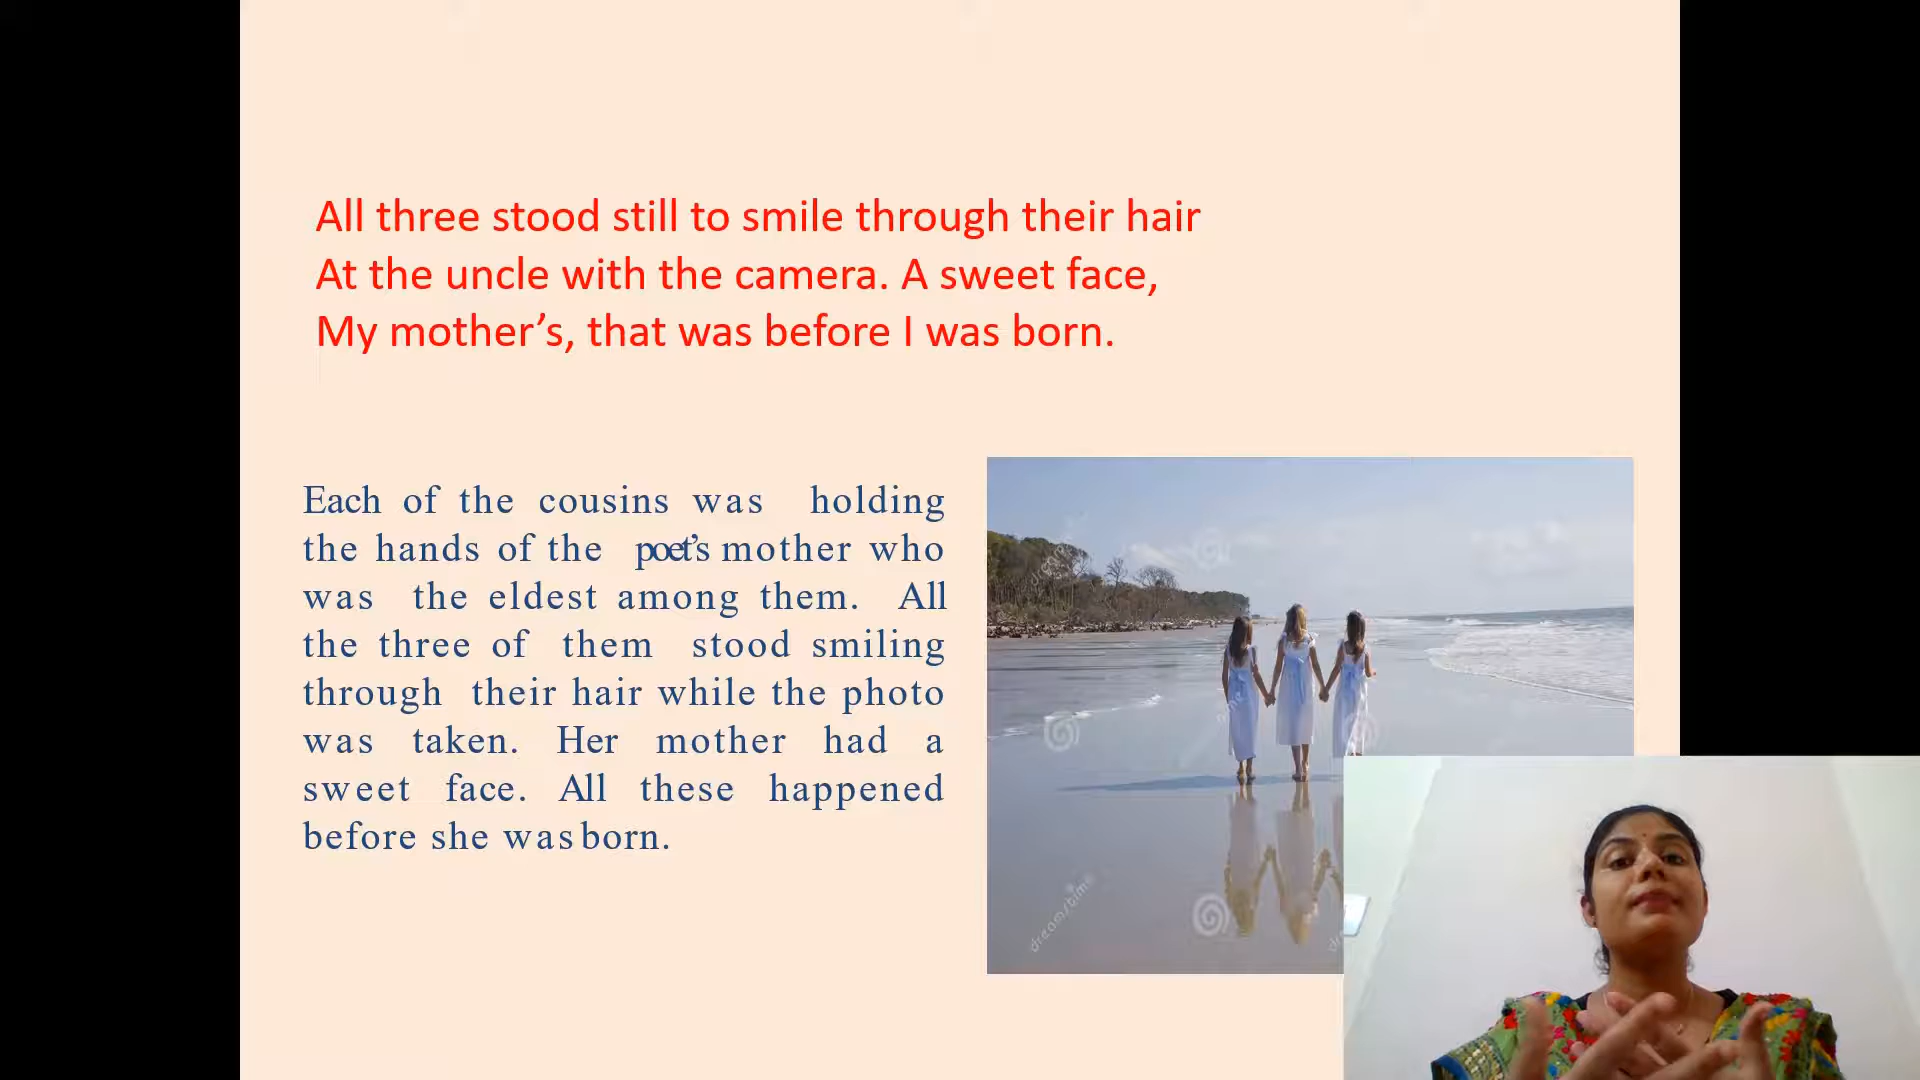 All three stood still to smile through their hair
At the uncle with the camera. A sweet face,
My mother’s, that was before I was born.
Each of the cousins was holding
the hands of the poet’s mother who
was the eldest among them. All
the three of them stood smiling
through their hair while the photo
was taken. Her mother had a
sweet face. All these happened
before she was born.
dreamstime